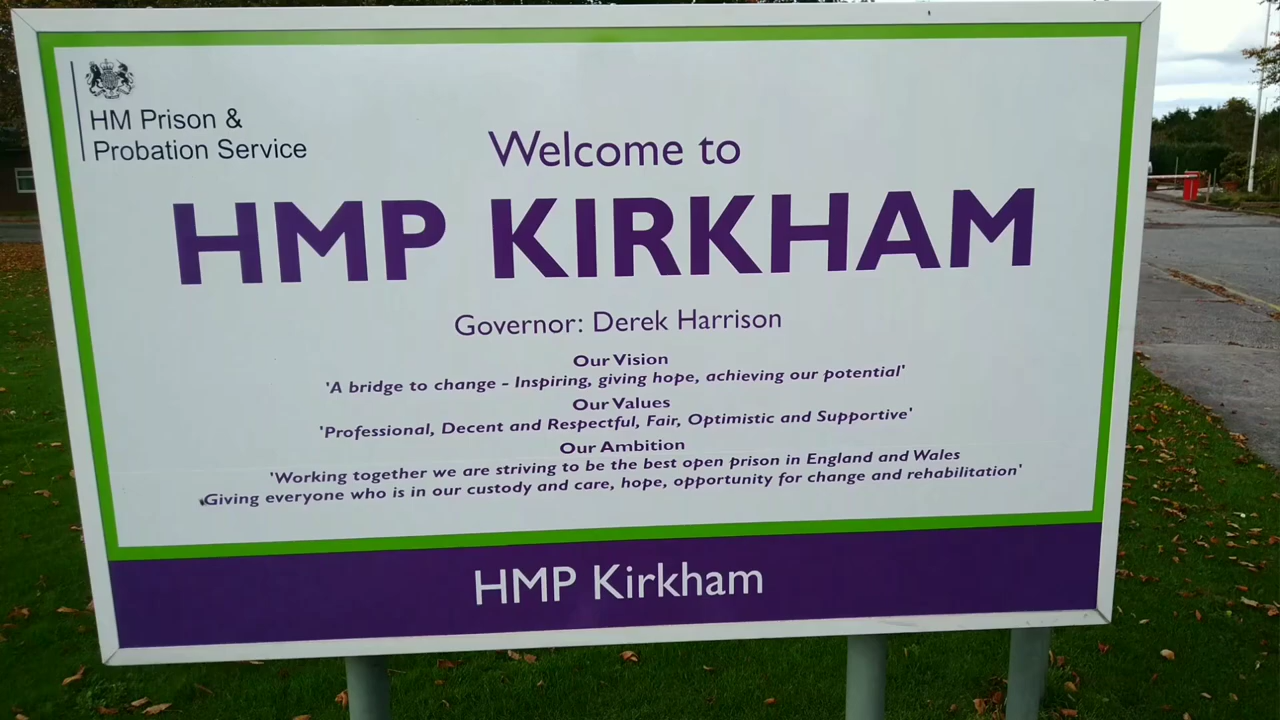 HM Prison &
Probation Service
Welcome to
HMP KIRKHAM
Governor: Derek Harrison
Our Vision
'A bridge to change - Inspiring, giving hope, achieving our potential'
Our Values
'Professional, Decent and Respectful, Fair, Optimistic and Supportive'
Our Ambition
'Working together we are striving to be the best open prison in England and Wales
Giving everyone who is in our custody and care, hope, opportunity for change and rehabilitation'
HMP Kirkham